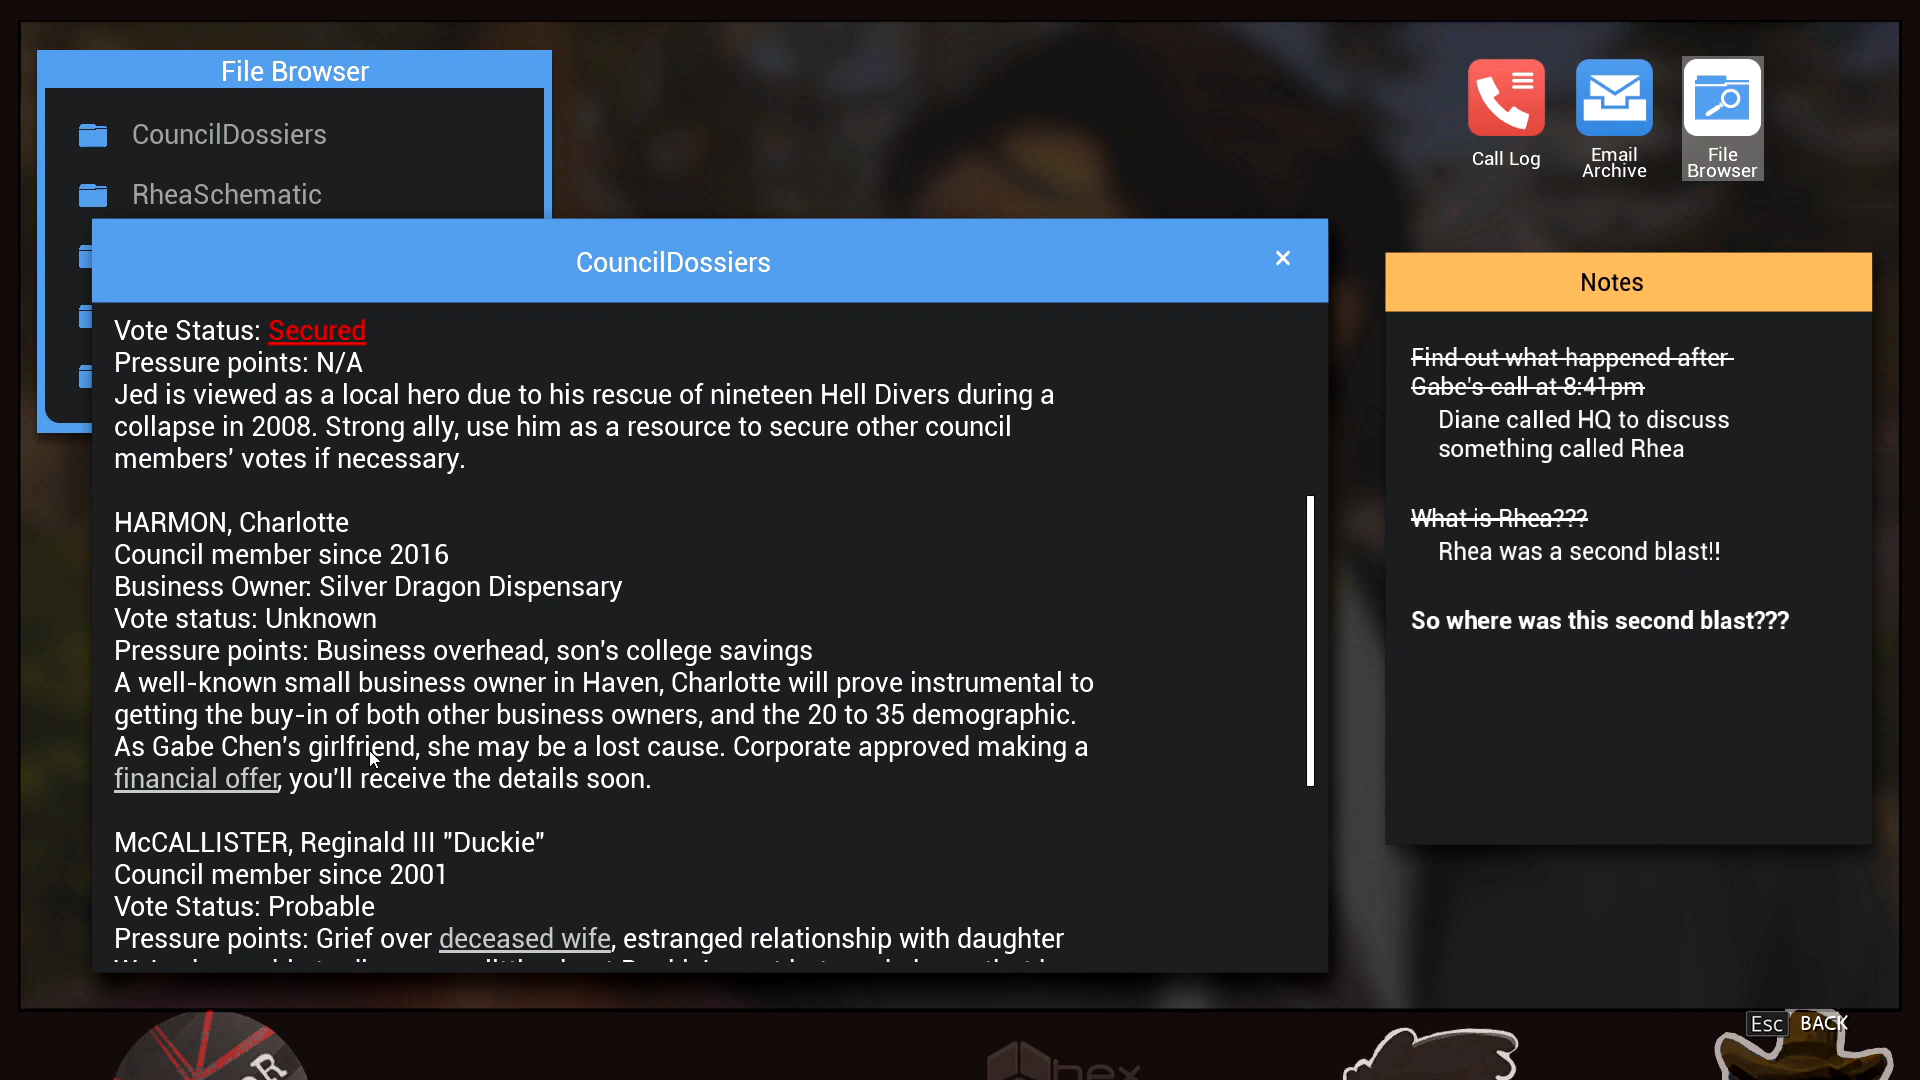 File Browser
CouncilDossiers
RheaSchematic
Call Log
Email
Archive
File
Browser
CouncilDossiers
×
Vote Status: Secured
Pressure points: N/A
Jed is viewed as a local hero due to his rescue of nineteen Hell Divers during a
collapse in 2008. Strong ally, use him as a resource to secure other council
members' votes if necessary.
HARMON, Charlotte
Council member since 2016
Business Owner: Silver Dragon Dispensary
Vote status: Unknown
Pressure points: Business overhead, son's college savings
A well-known small business owner in Haven, Charlotte will prove instrumental to
getting the buy-in of both other business owners, and the 20 to 35 demographic.
As Gabe Chen's girlfriend, she may be a lost cause. Corporate approved making a
financial offer, you'll receive the details soon.
McCALLISTER, Reginald III "Duckie"
Council member since 2001
Vote Status: Probable
Pressure points: Grief over deceased wife, estranged relationship with daughter
Notes
Find out what happened after
Gabe's call at 8:41pm
Diane called HQ to discuss
something called Rhea
What is Rhea???
Rhea was a second blast!!
So where was this second blast???
Esc BACK
OR
hex